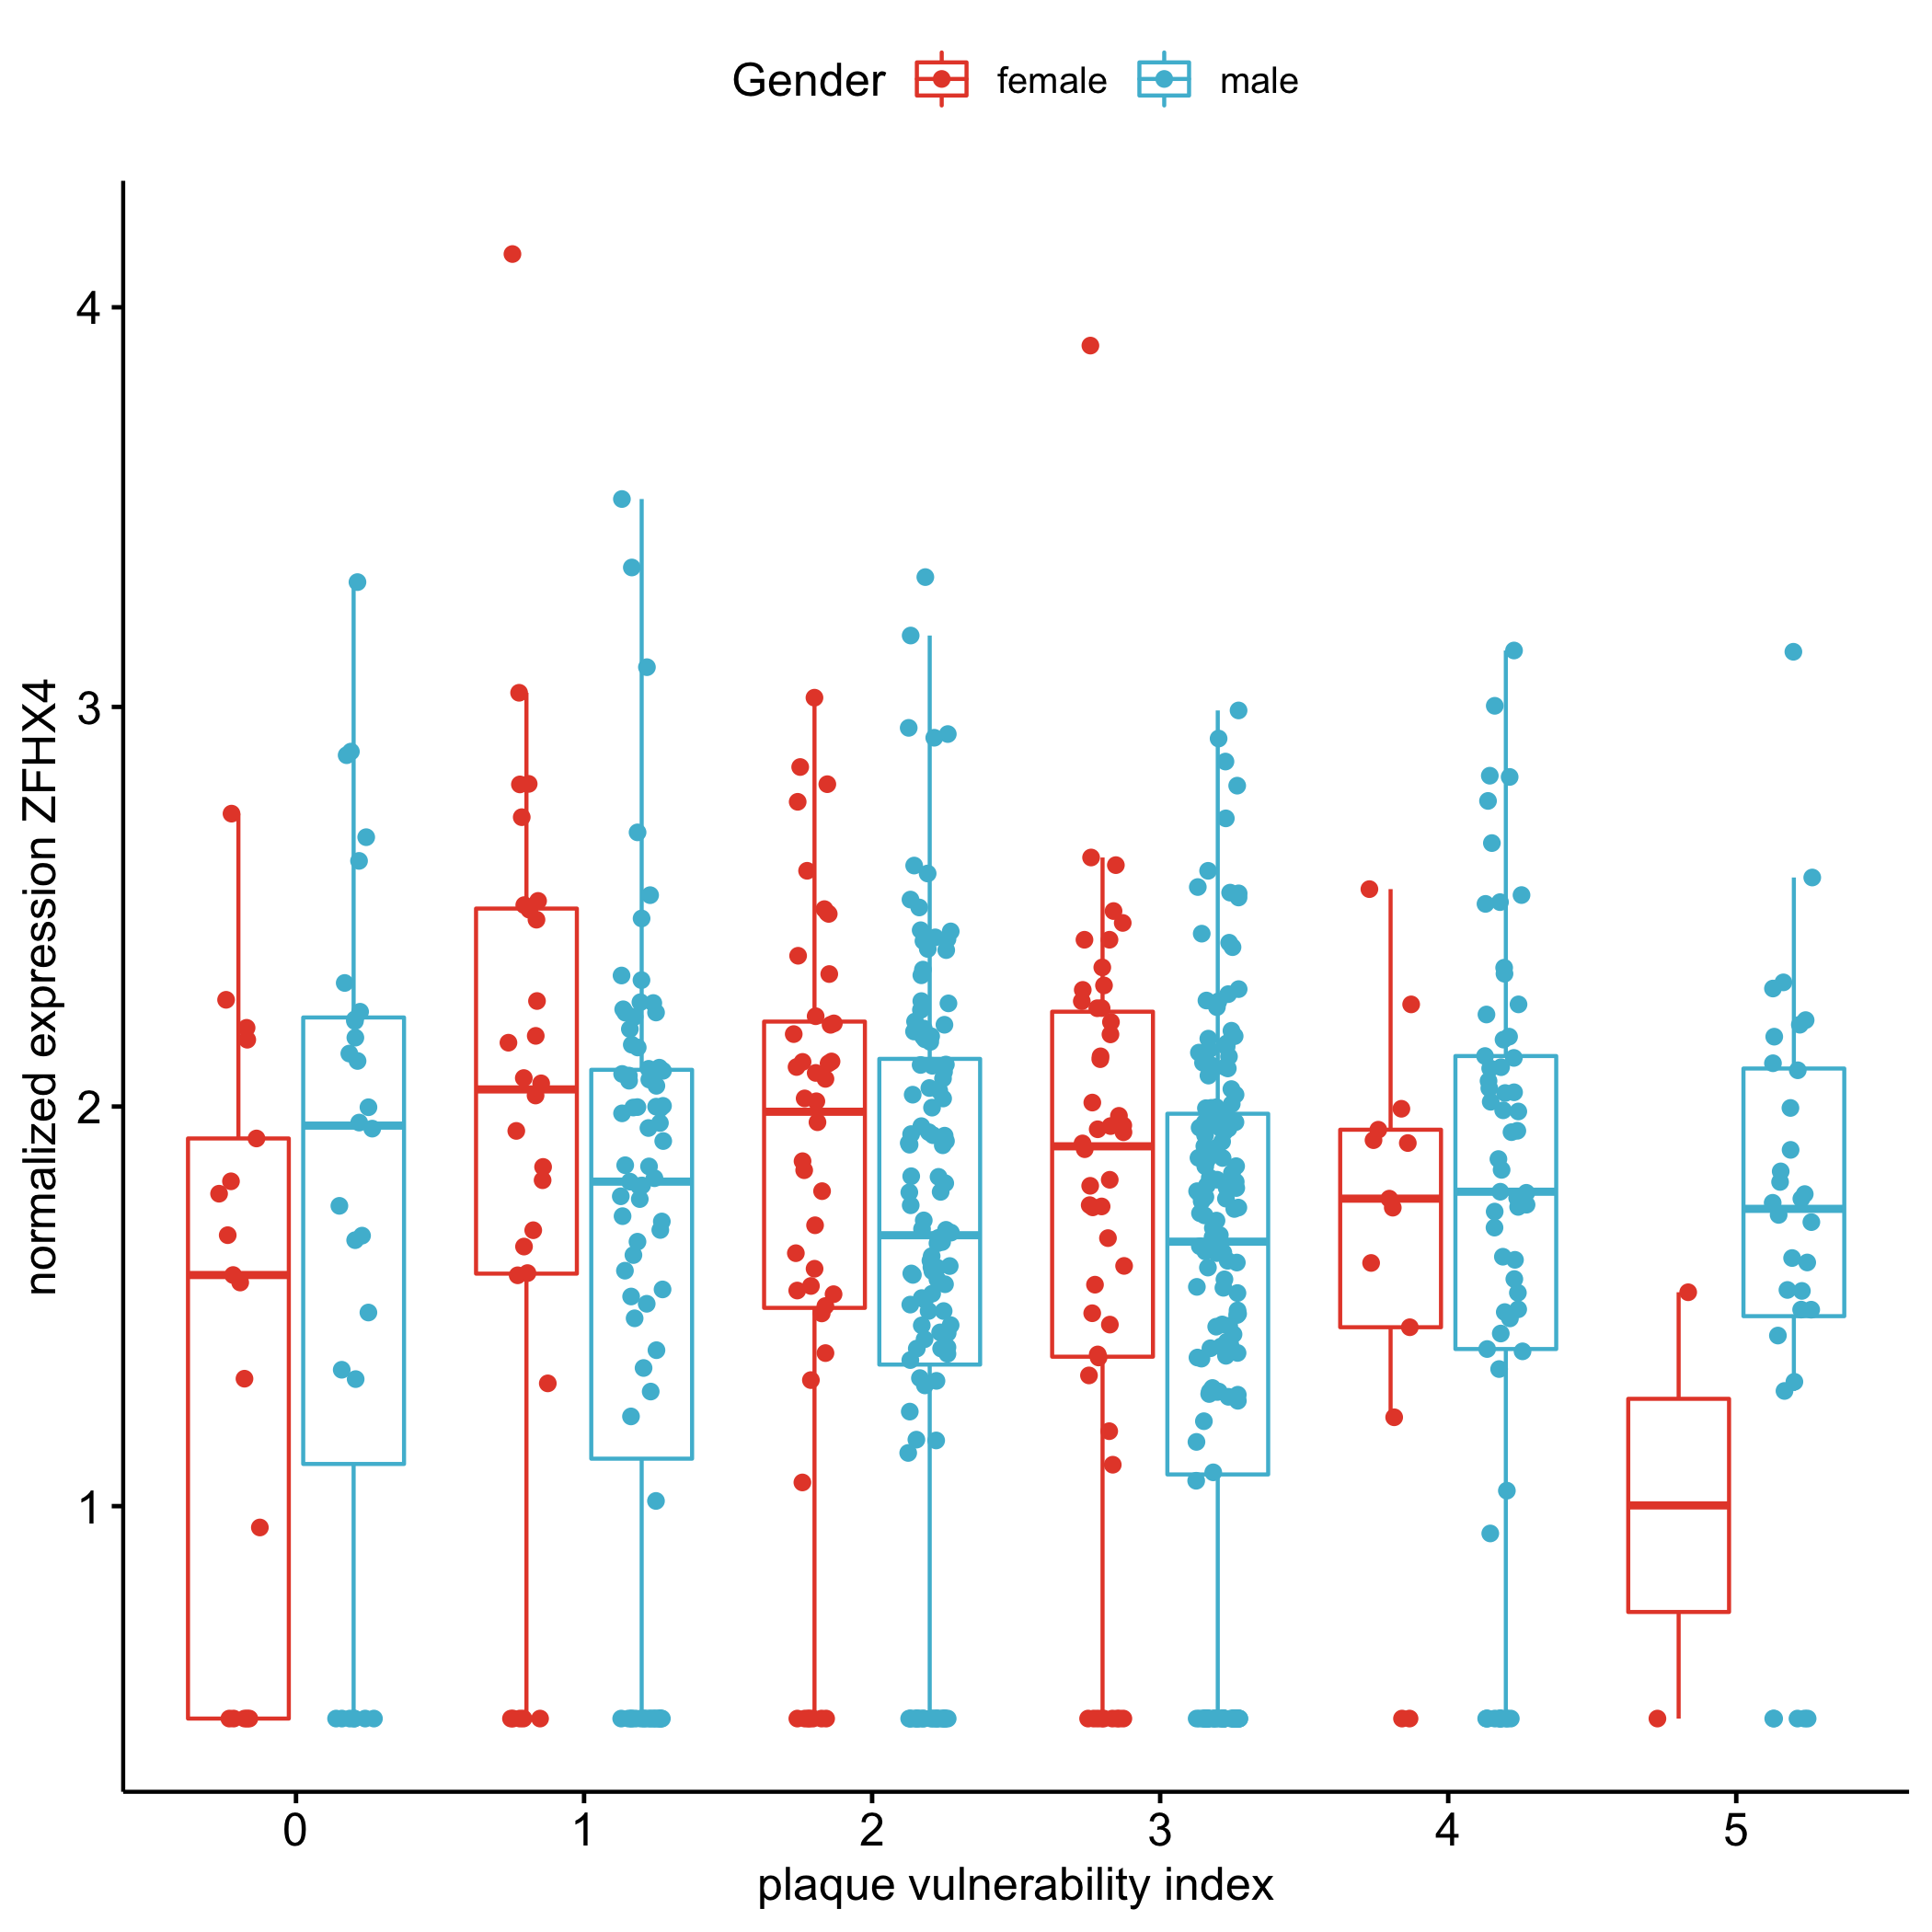 Gender female male
normalized expression ZFHX4
4
3
2
1
0 1 2 3 4 5
plaque vulnerability index